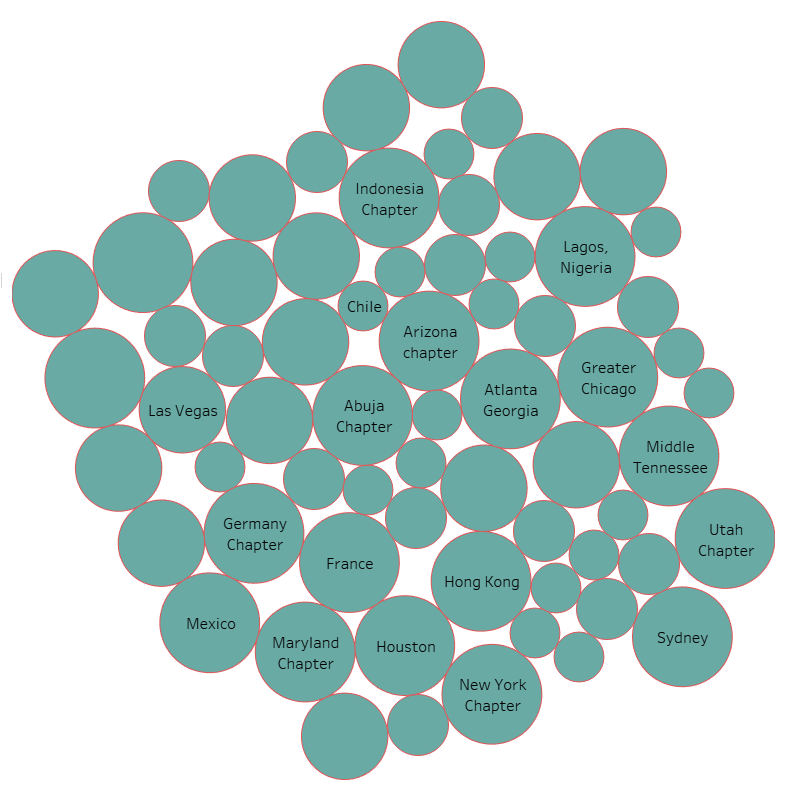 Indonesia
Chapter
Lagos,
Nigeria
Chile
Arizona
chapter
Greater
Chicago
Atlanta
Georgia
Las Vegas
Abuja
Chapter
Middle
Tennessee
Germany
Chapter
Utah
Chapter
France
Hong Kong
Mexico
Sydney
Maryland
Chapter
Houston
New York
Chapter